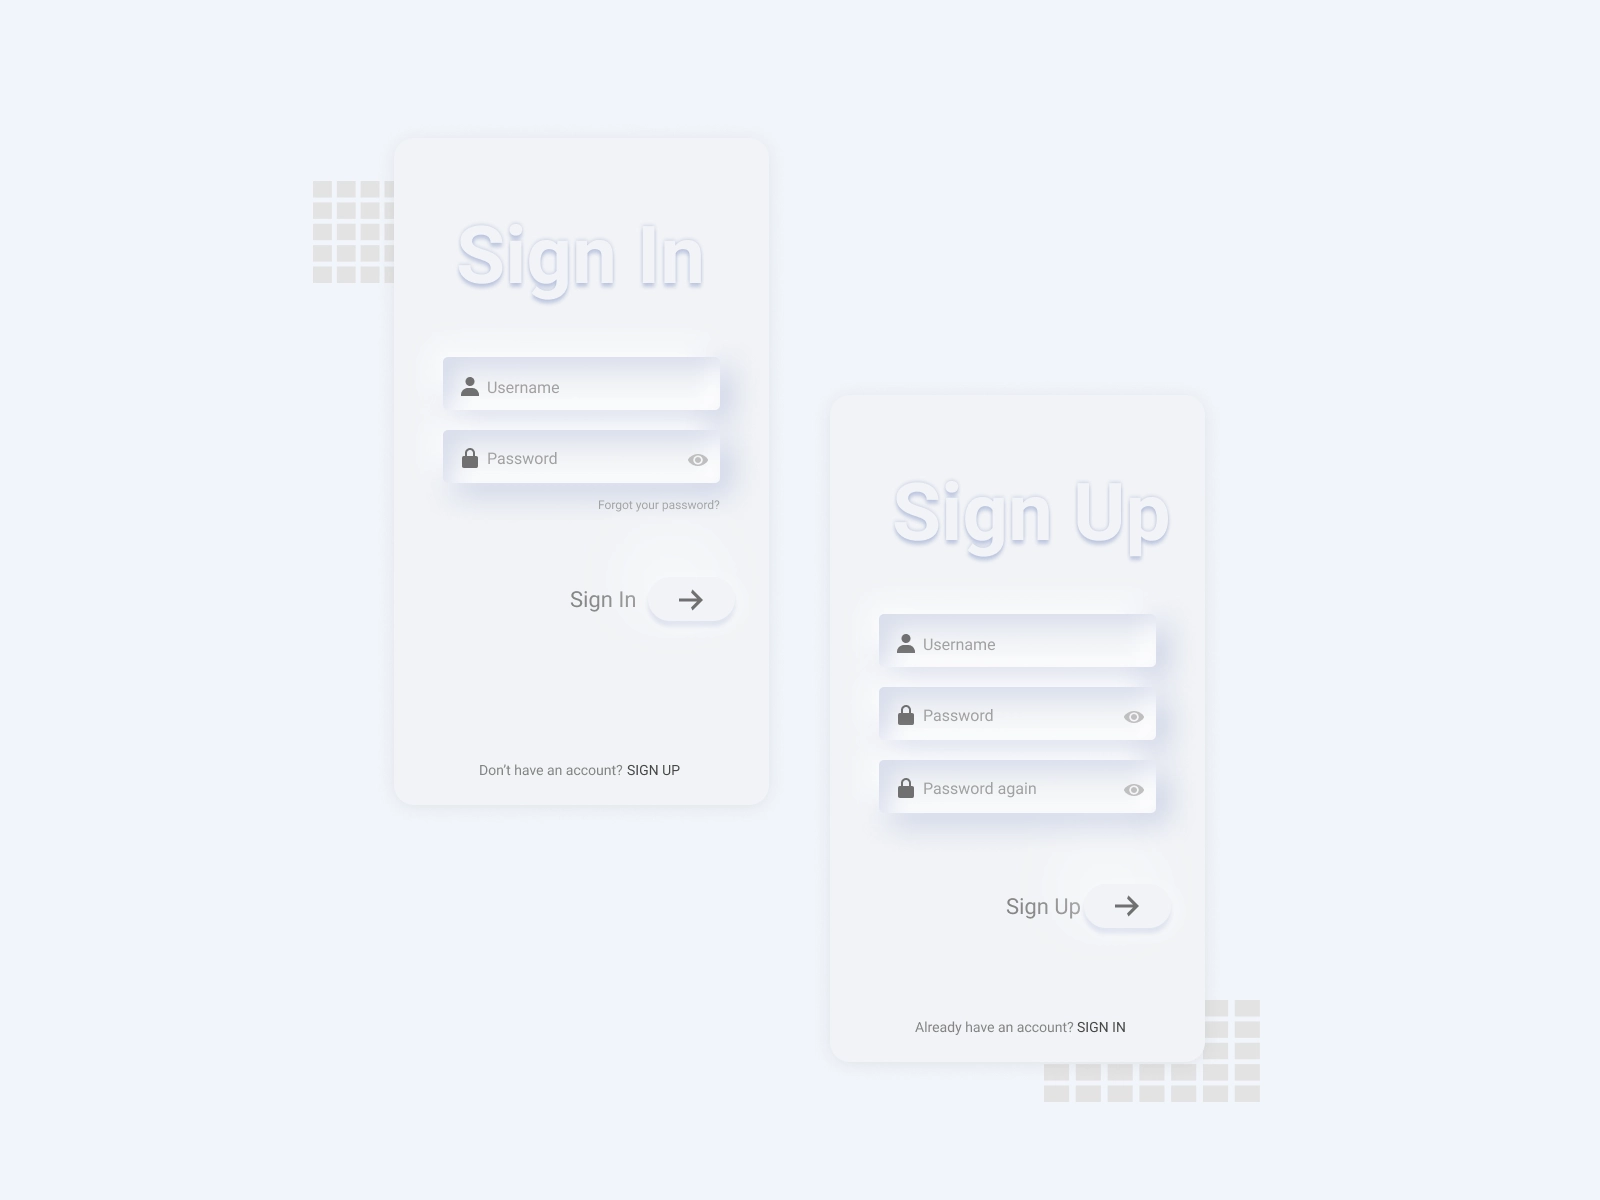 Sign In
Username
Password
Forgot your password?
Sign In
Don't have an account? SIGN UP
Sign Up
Username
Password
Password again
Sign Up
Already have an account? SIGN IN